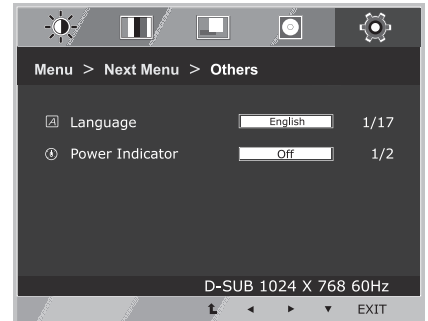 Menu > Next Menu > Others
Language English 1/17
Power Indicator Off 1/2
D-SUB 1024 X 768 60Hz
EXIT